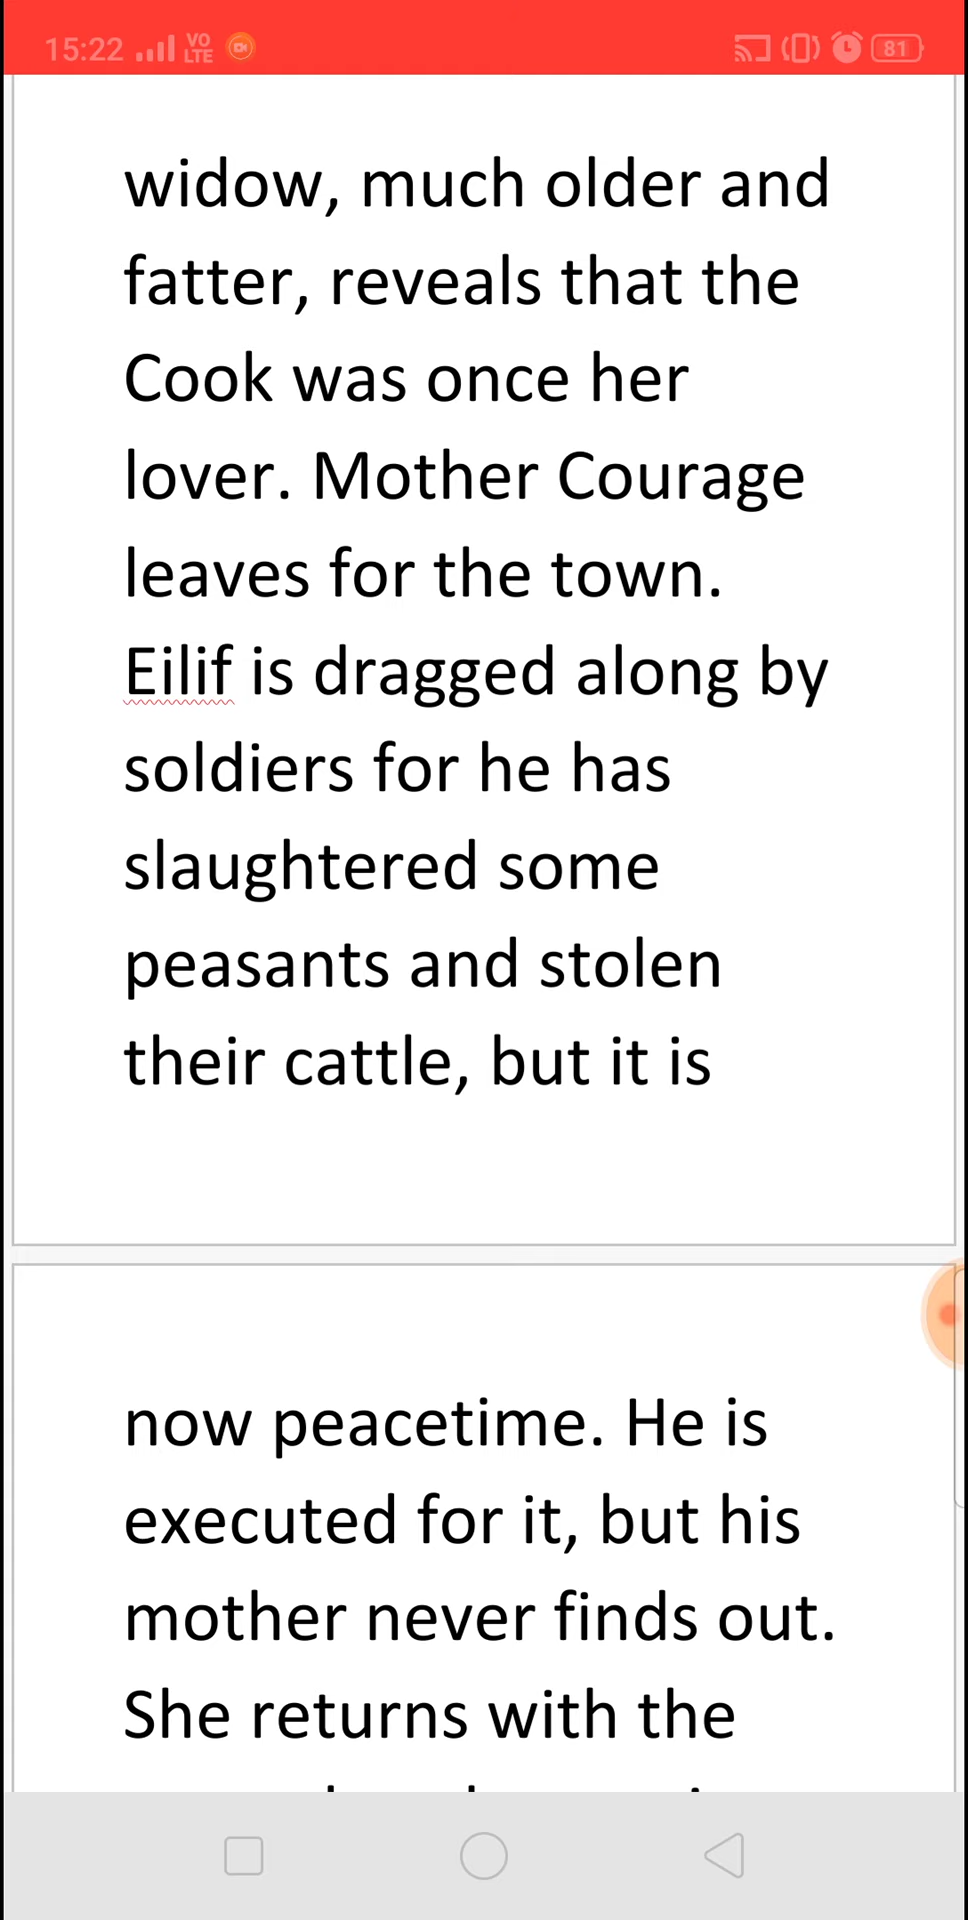 15:22 VO LTE 81
widow, much older and
fatter, reveals that the
Cook was once her
lover. Mother Courage
leaves for the town.
Eilif is dragged along by
soldiers for he has
slaughtered some
peasants and stolen
their cattle, but it is
now peacetime. He is
executed for it, but his
mother never finds out.
She returns with the